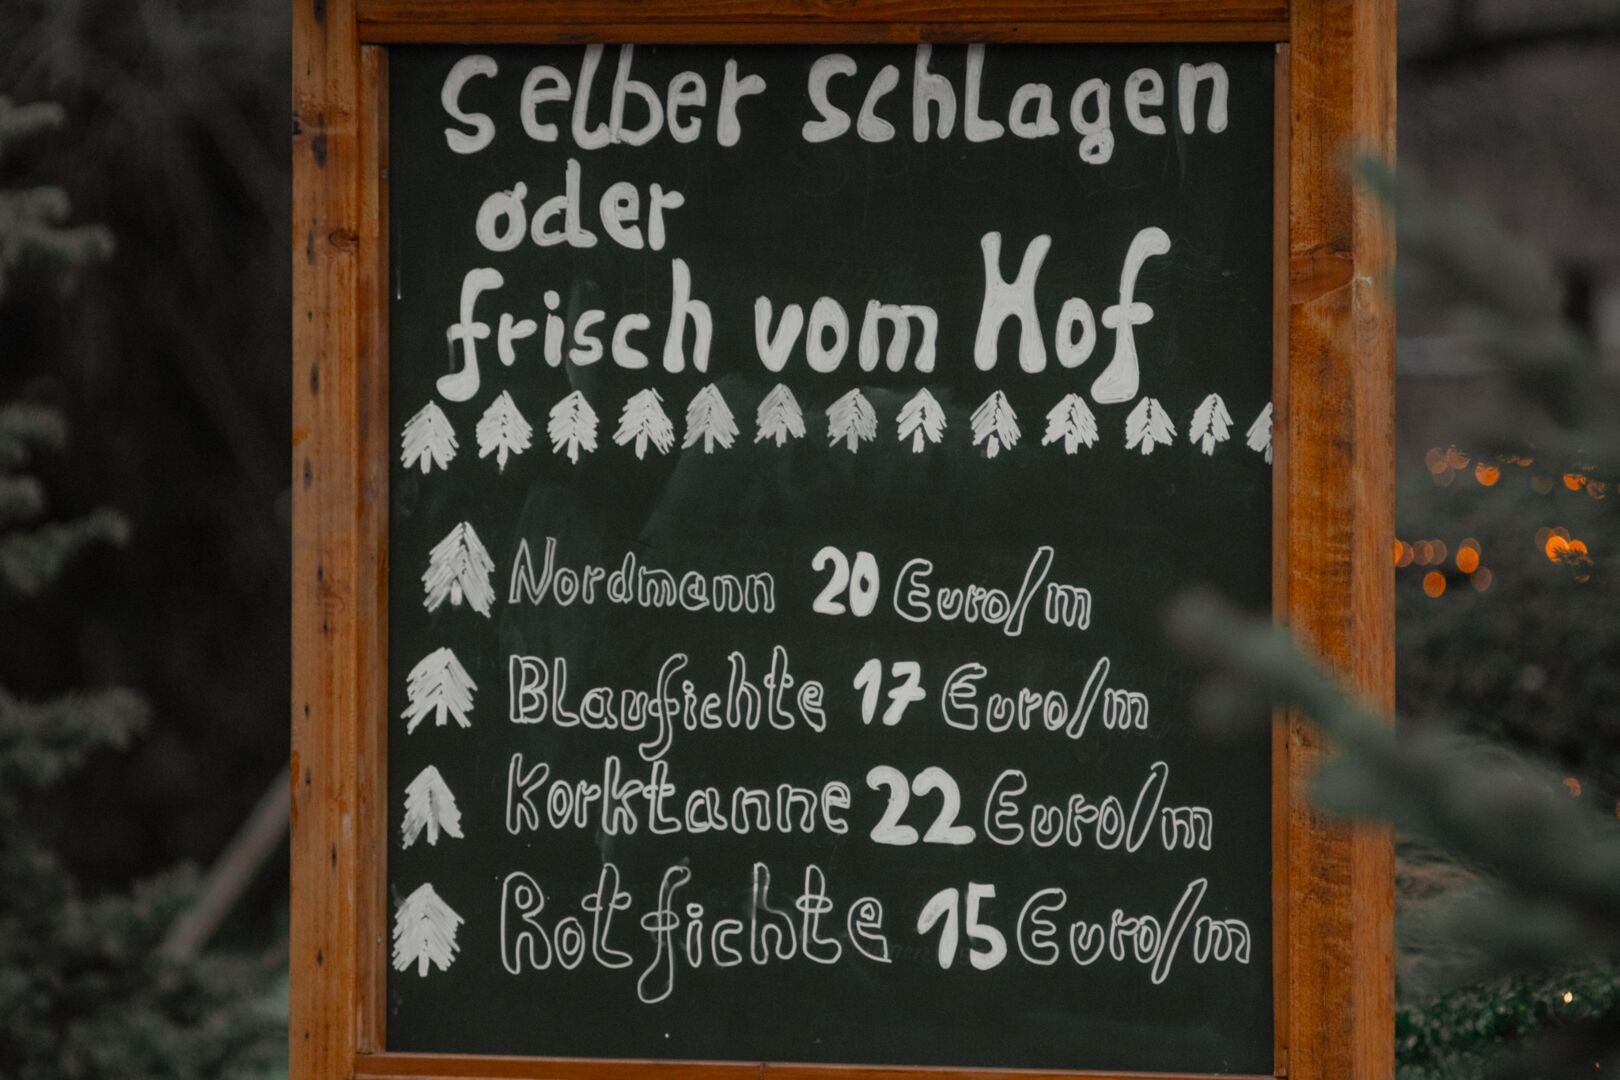 selber schlagen
oder
frisch vom Hof
Nordmann 20 Euro/m
Blaufichte 17 Euro/m
Korktanne 22 Euro/m
Rotfichte 15 Euro/m